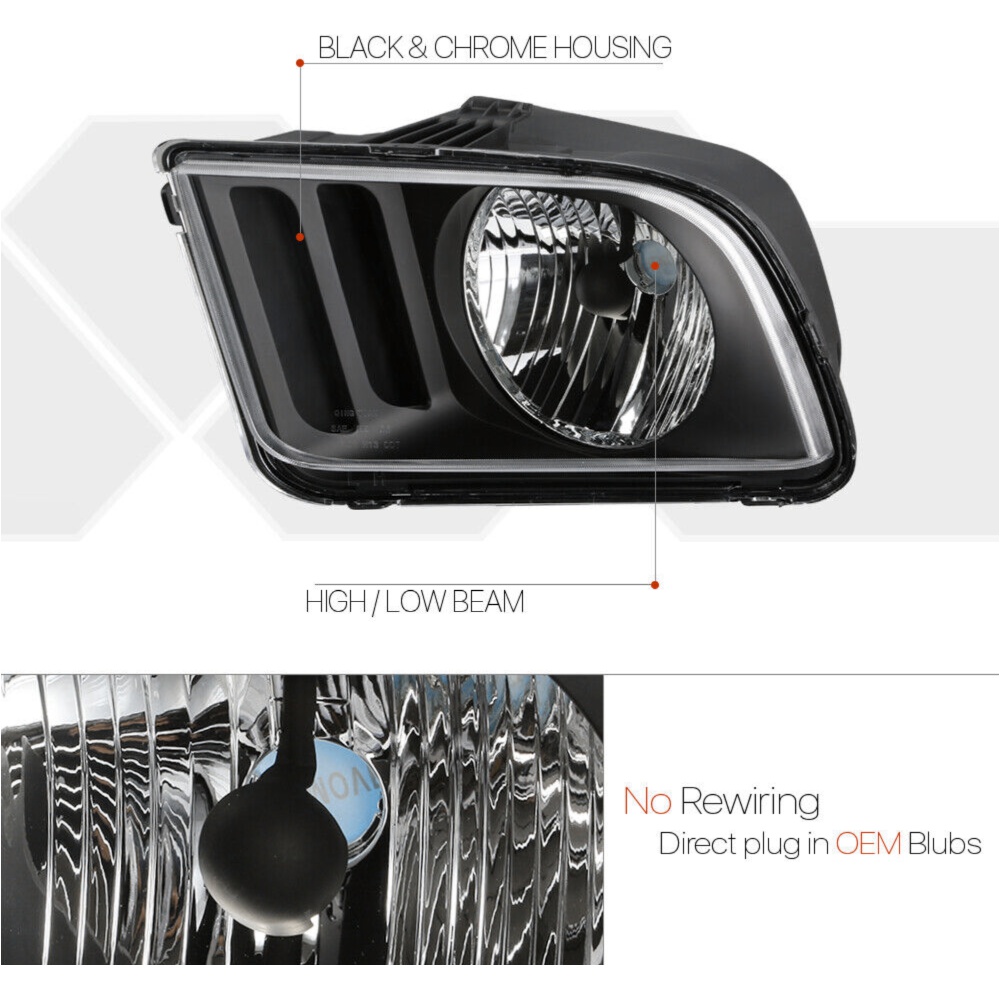 BLACK & CHROME HOUSING
HIGH / LOW BEAM
No Rewiring
Direct plug in OEM Blubs